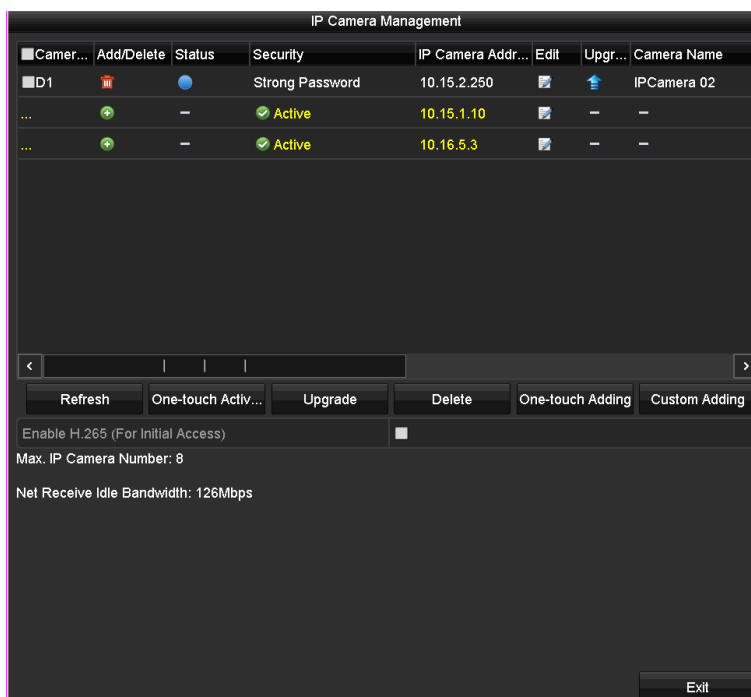 IP Camera Management
Camer... Add/Delete Status Security IP Camera Addr... Edit Upgr... Camera Name
D1 Strong Password 10.15.2.250 IPCamera 02
... – Active 10.15.1.10 – –
... – Active 10.16.5.3 – –
Refresh One-touch Activ... Upgrade Delete One-touch Adding Custom Adding
Enable H.265 (For Initial Access)
Max. IP Camera Number: 8
Net Receive Idle Bandwidth: 126Mbps
Exit